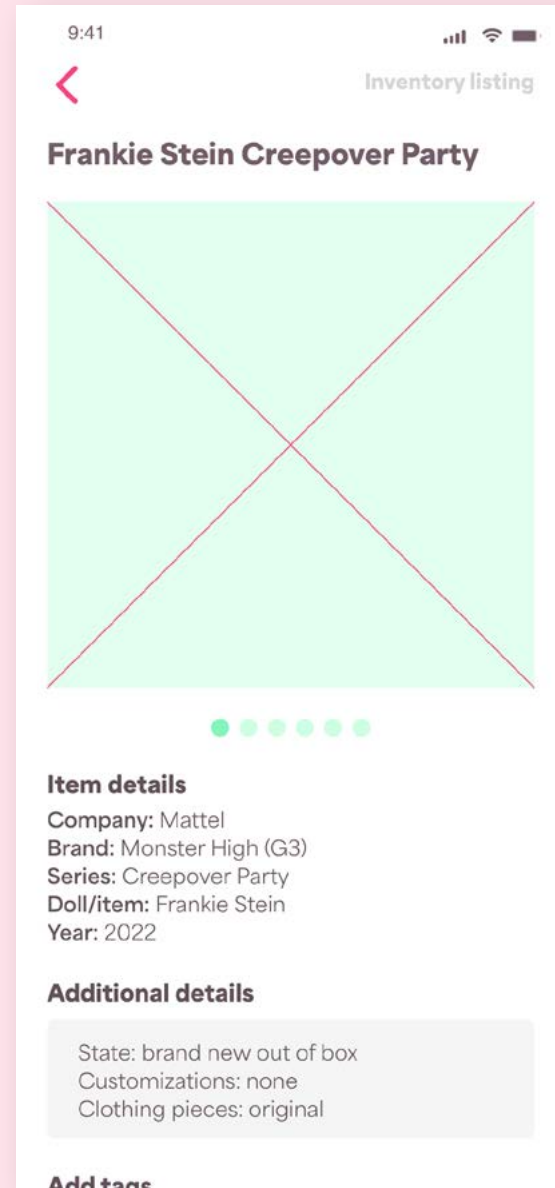 9:41
Inventory listing
Frankie Stein Creepover Party
Item details
Company: Mattel
Brand: Monster High (G3)
Series: Creepover Party
Doll/item: Frankie Stein
Year: 2022
Additional details
State: brand new out of box
Customizations: none
Clothing pieces: original
Add tags